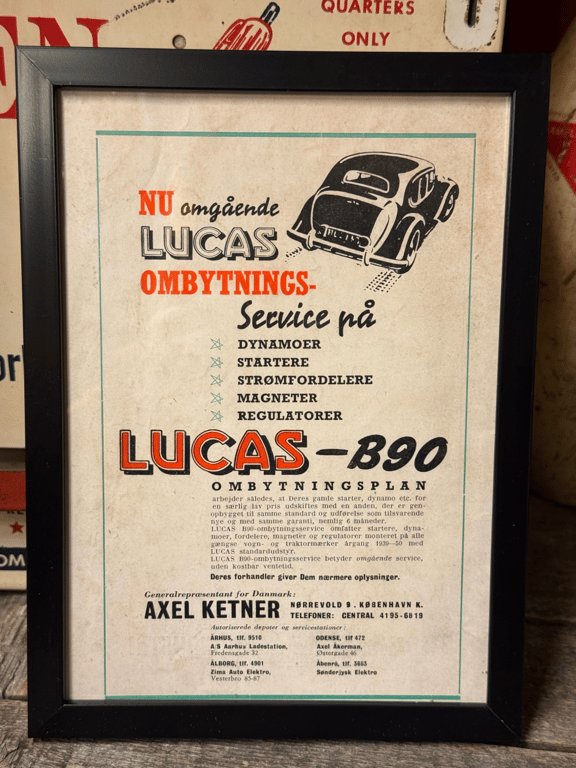 QUARTERS
ONLY
EN
NU omgående
LUCAS
OMBYTNINGS-
Service på
DYNAMOER
STARTERE
STRØMFORDELERE
MAGNETER
REGULATORER
LUCAS-B90
OMBYTNINGSPLAN
arbejder således, at Deres gamle starter, dynamo etc. for
en særlig lav pris udskiftes med en anden, der er gen-
opbygget til samme standard og udførelse som tilsvarende
nye og med samme garanti, nemlig 6 måneder.
LUCAS B90-ombytningsservice omfatter startere, dyna-
moer, fordelere, magneter og regulatorer monteret på alle
gængse vogn- og traktormærker årgang 1939-50 med
LUCAS standardudstyr.
LUCAS B90-ombytningsservice betyder omgående service,
uden kostbar ventetid.
Deres forhandler giver Dem nærmere oplysninger.
Generalrepræsentant for Danmark:
AXEL KETNER NØRREVOLD 9 . KØBENHAVN K.
TELEFONER: CENTRAL 4195-6819
Autoriserede depoter og servicestationer:
ÅRHUS, tlf. 9510
A/S Aarhus Ladestation,
Fredensgade 32
ÅLBORG, tlf. 4901
Zima Auto Elektro,
Vesterbro 85-87
ODENSE, tlf 472
Axel Åkerman,
Østergade 46
Åbenrå, tlf. 3663
Sønderjysk Elektro